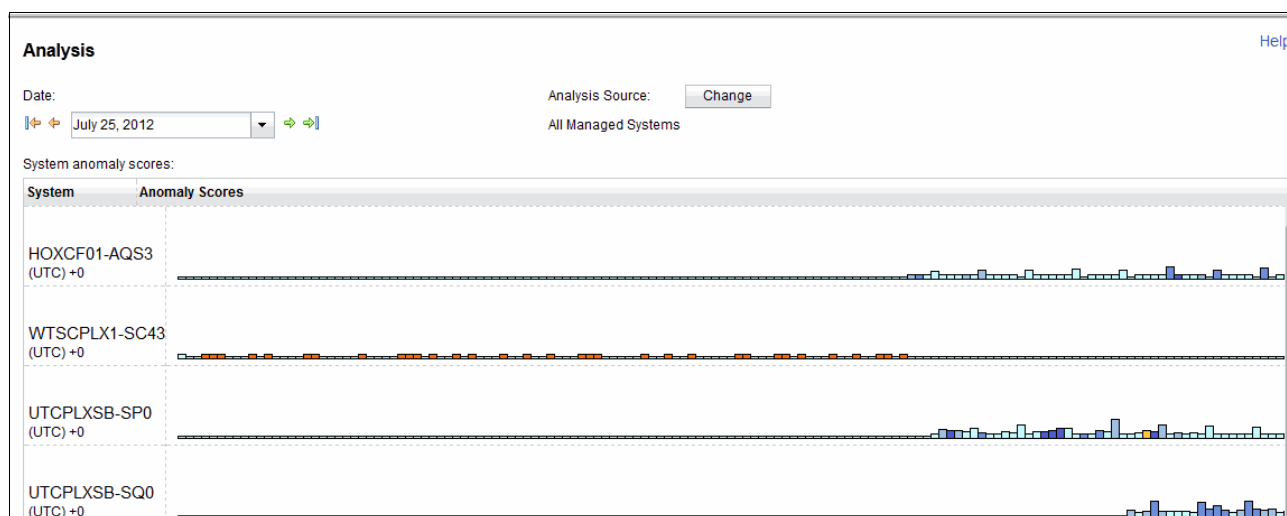 Analysis
Help
Date:
Analysis Source:
Change
July 25, 2012
All Managed Systems
System anomaly scores:
System
Anomaly Scores
HOXCF01-AQS3
(UTC) +0
WTSCPLX1-SC43
(UTC) +0
UTCPLXSB-SP0
(UTC) +0
UTCPLXSB-SQ0
(UTC) +0